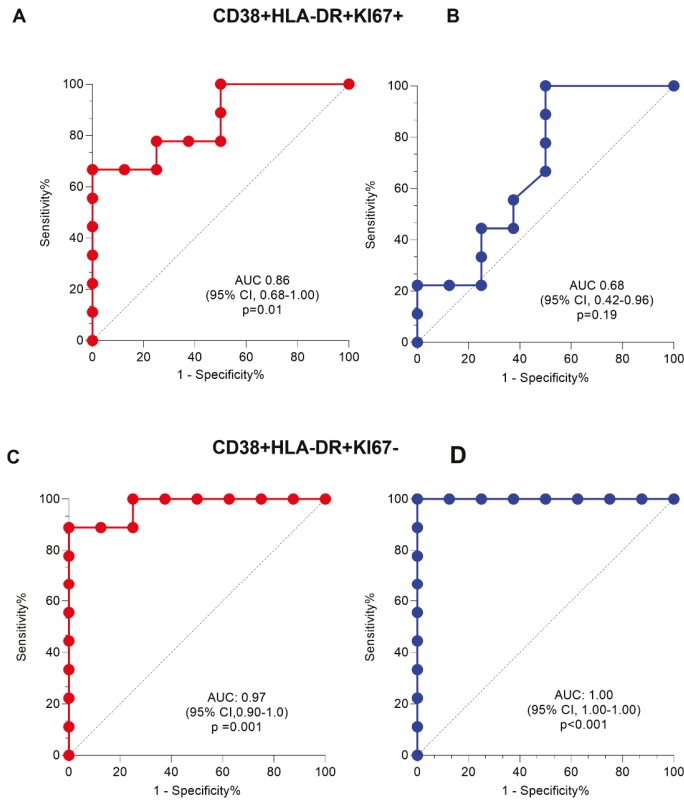 A
CD38+HLA-DR+KI67+
B
100
80
60
40
20
0
Sensitivity%
AUC 0.86
(95% CI, 0.68-1.00)
p=0.01
0
20
40
60
80
100
1 - Specificity%
100
80
60
40
20
0
Sensitivity%
AUC 0.68
(95% CI, 0.42-0.96)
p=0.19
0
20
40
60
80
100
1 - Specificity%
C
CD38+HLA-DR+KI67-
D
100
80
60
40
20
0
Sensitivity%
AUC: 0.97
(95% CI,0.90-1.0)
p =0.001
0
20
40
60
80
100
1 - Specificity%
100
80
60
40
20
0
Sensitivity%
AUC: 1.00
(95% CI, 1.00-1.00)
p<0.001
0
20
40
60
80
100
1 - Specificity%